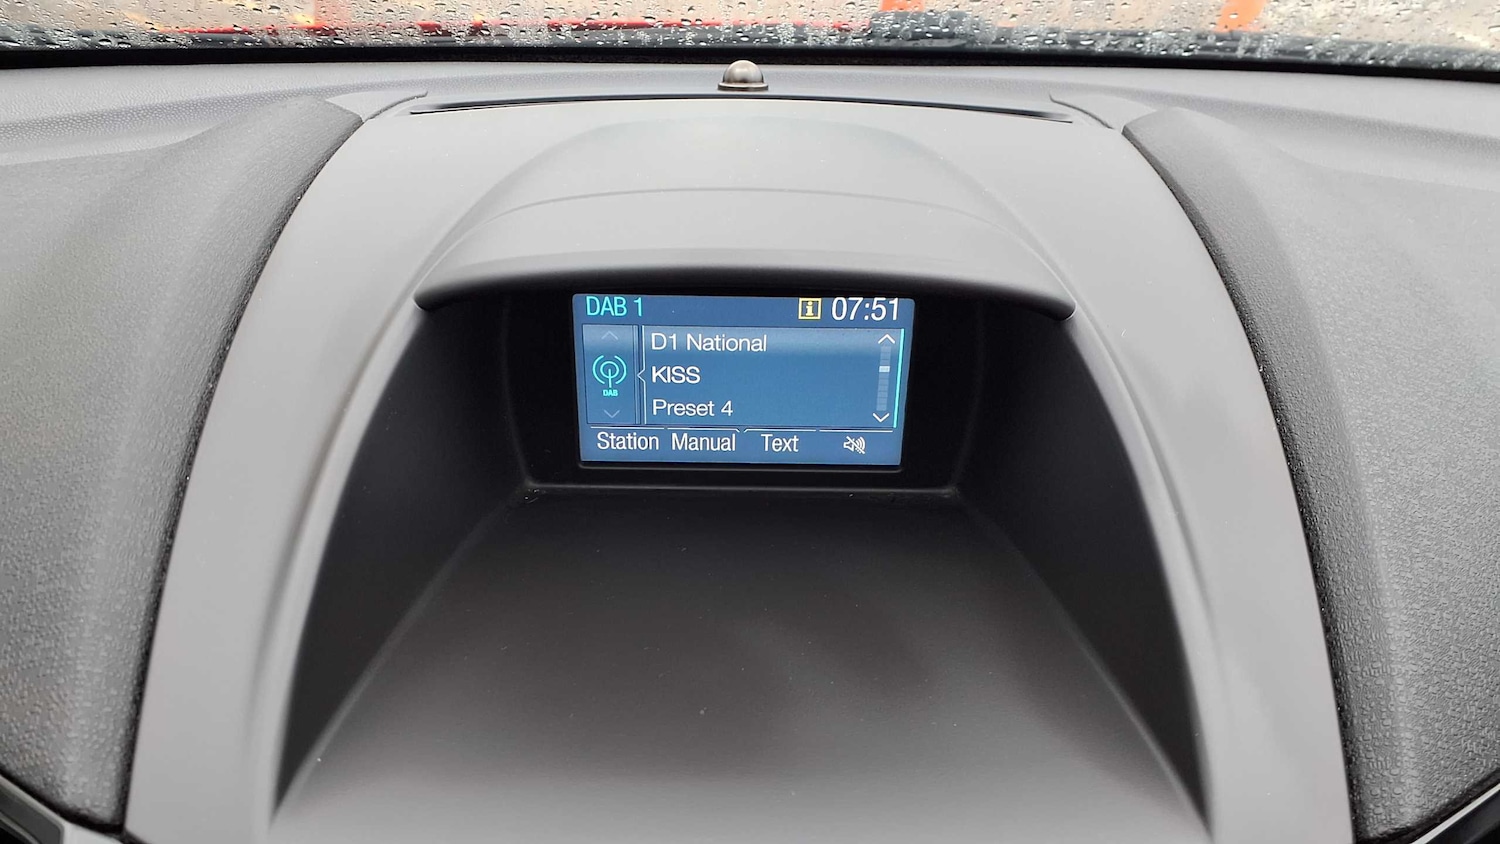 DAB 1 i 07:51
D1 National
DAB
KISS
Preset 4
Station Manual Text